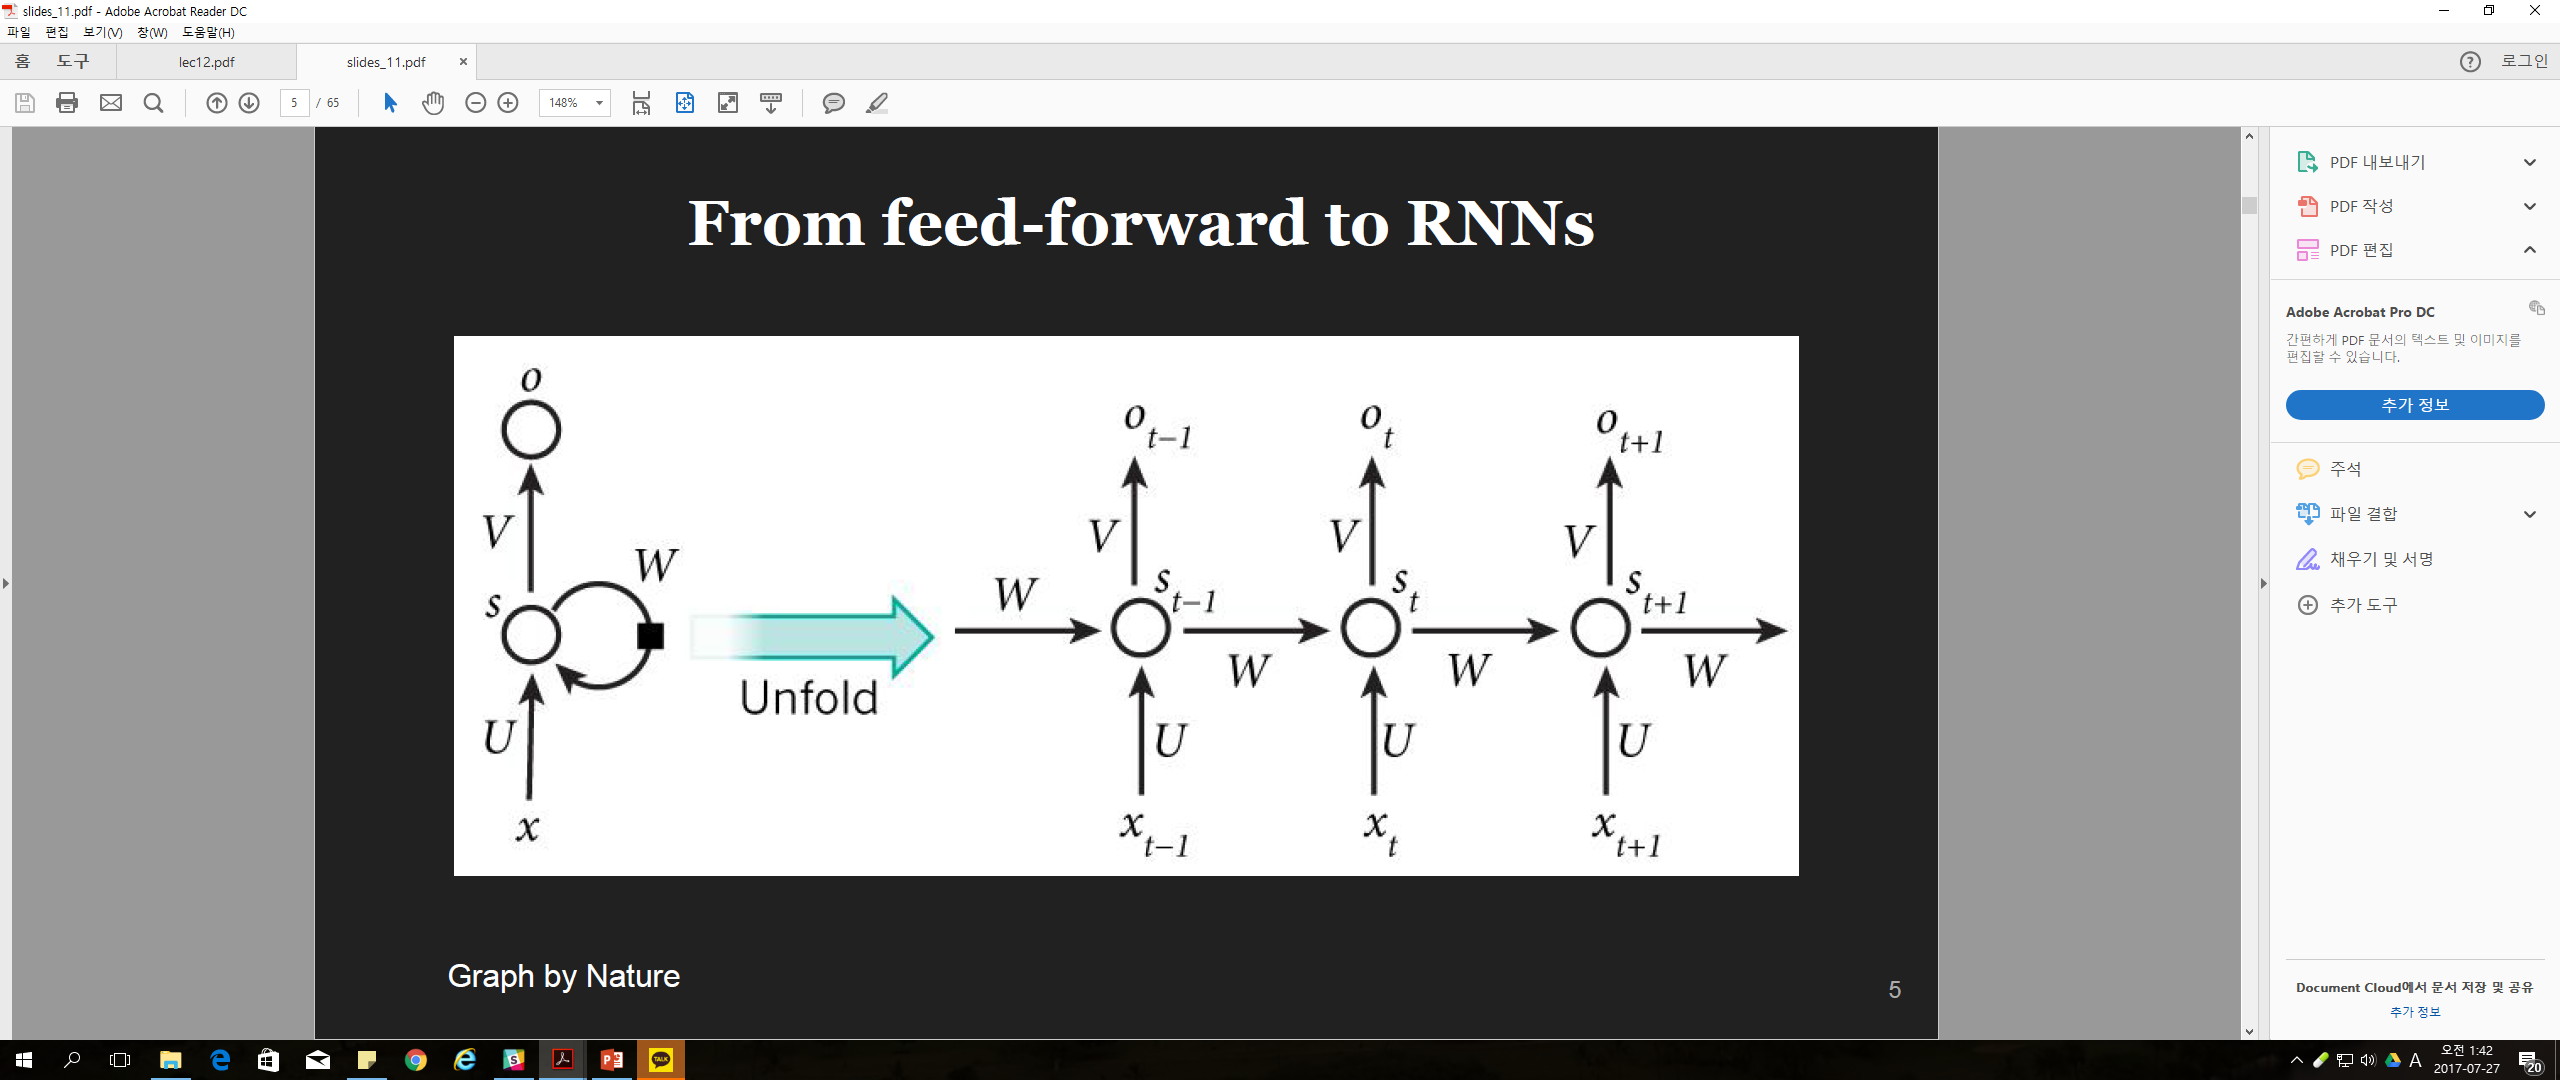 slides_11.pdf - Adobe Acrobat Reader DC
파일 편집 보기(V) 창(W) 도움말(H)
홈 도구 lec12.pdf slides_11.pdf × 로그인
5 / 65 148%
From feed-forward to RNNs
o
V
W
s
U
x
Unfold
o t-1 o t o t+1
V V V
W s t-1 s t s t+1
W W W
U U U
x t-1 x t x t+1
Graph by Nature
5
PDF 내보내기
PDF 작성
PDF 편집
Adobe Acrobat Pro DC
간편하게 PDF 문서의 텍스트 및 이미지를
편집할 수 있습니다.
추가 정보
주석
파일 결합
채우기 및 서명
추가 도구
Document Cloud에서 문서 저장 및 공유
추가 정보
TALK
A
오전 1:42
2017-07-27
20